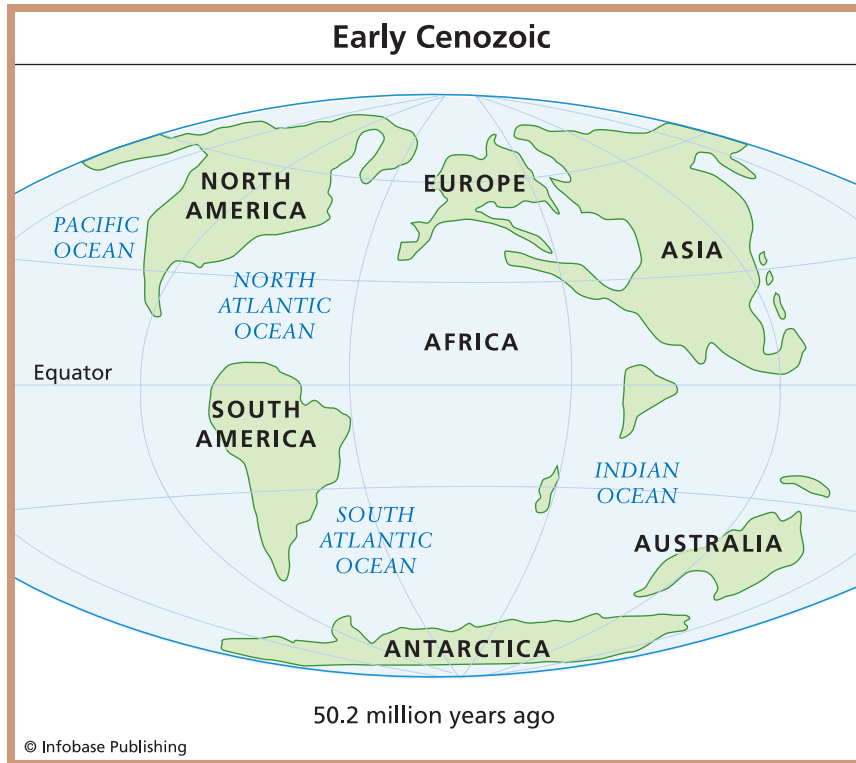 Early Cenozoic
NORTH
AMERICA
EUROPE
PACIFIC
OCEAN
ASIA
NORTH
ATLANTIC
OCEAN
AFRICA
Equator
SOUTH
AMERICA
INDIAN
OCEAN
SOUTH
ATLANTIC
OCEAN
AUSTRALIA
ANTARCTICA
50.2 million years ago
© Infobase Publishing